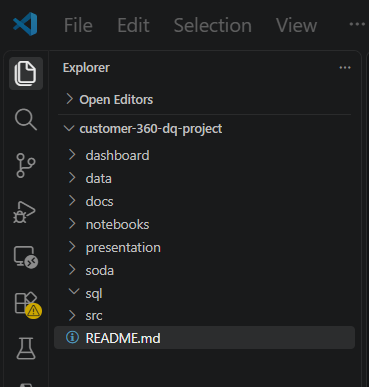 File Edit Selection View ...
Explorer ...
Open Editors
customer-360-dq-project
dashboard
data
docs
notebooks
presentation
soda
sql
src
README.md